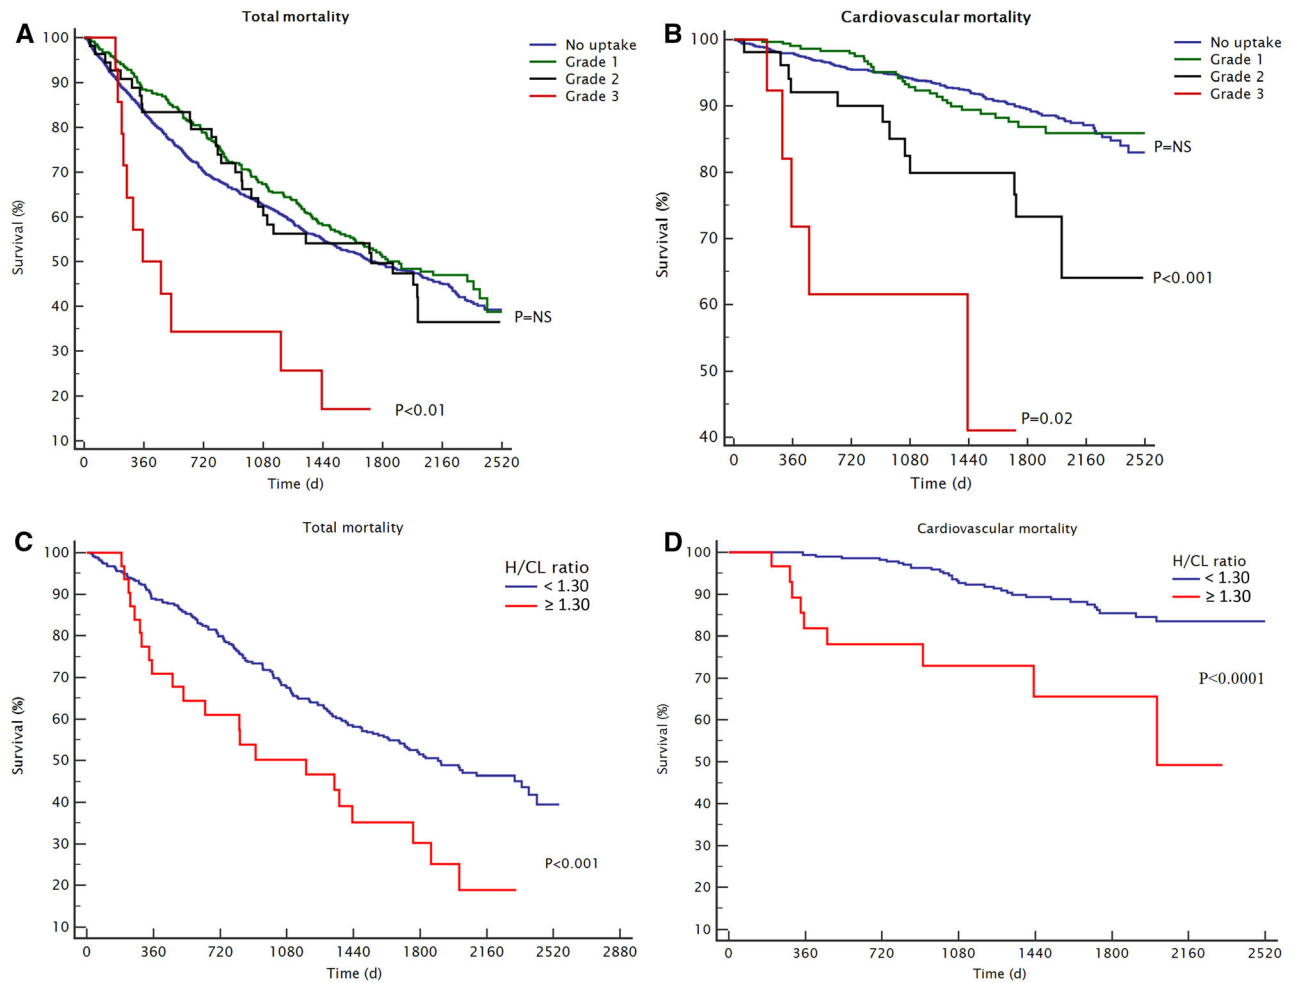 A
Total mortality
No uptake
Grade 1
Grade 2
Grade 3
100
90
80
70
60
50
40
30
20
10
Survival (%)
P=NS
P<0.01
0 360 720 1080 1440 1800 2160 2520
Time (d)
B
Cardiovascular mortality
No uptake
Grade 1
Grade 2
Grade 3
100
90
80
70
60
50
40
Survival (%)
P=NS
P<0.001
P=0.02
0 360 720 1080 1440 1800 2160 2520
Time (d)
C
Total mortality
H/CL ratio
< 1.30
≥ 1.30
100
90
80
70
60
50
40
30
20
10
Survival (%)
P<0.001
0 360 720 1080 1440 1800 2160 2520 2880
Time (d)
D
Cardiovascular mortality
H/CL ratio
< 1.30
≥ 1.30
100
90
80
70
60
50
40
30
20
10
Survival (%)
P<0.0001
0 360 720 1080 1440 1800 2160 2520
Time (d)